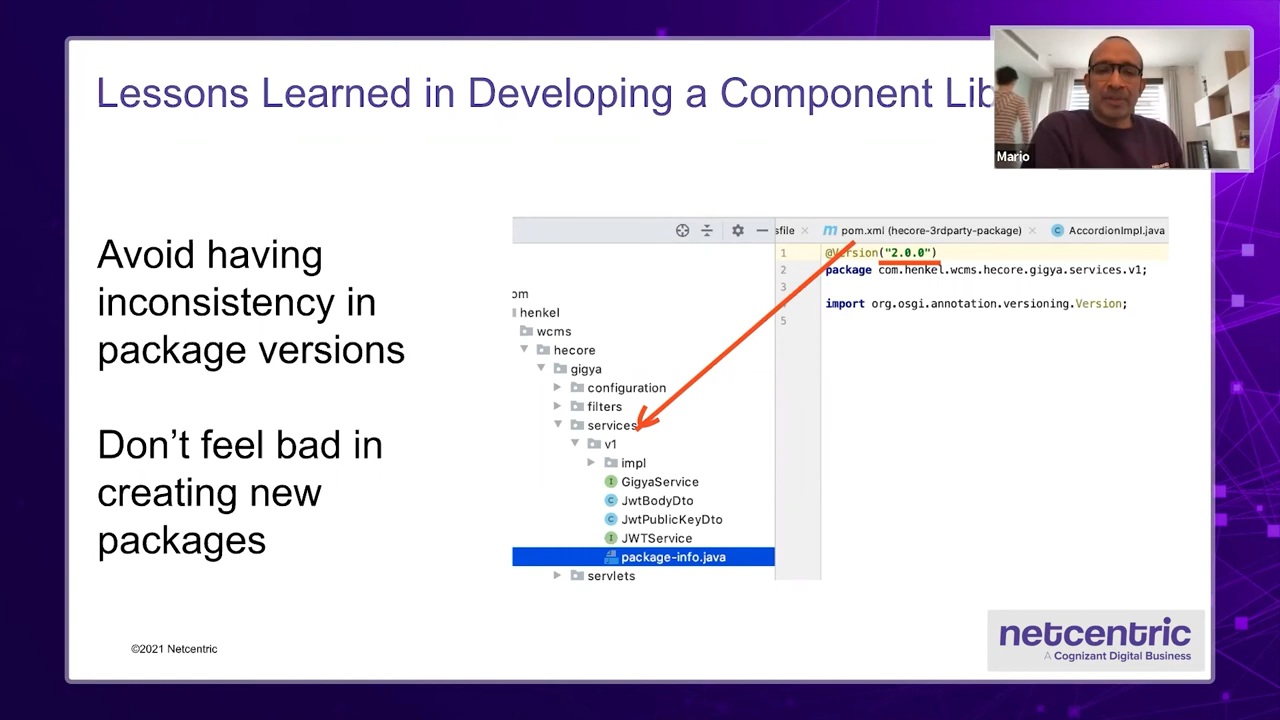 Lessons Learned in Developing a Component Lib
Mario
Avoid having
inconsistency in
package versions
Don’t feel bad in
creating new
packages
sfile
pom.xml (hecore-3rdparty-package)
AccordionImpl.java
om
henkel
wcms
hecore
gigya
configuration
filters
services
v1
impl
GigyaService
JwtBodyDto
JwtPublicKeyDto
JWTService
package-info.java
servlets
1 @Version("2.0.0")
2 package com.henkel.wcms.hecore.gigya.services.v1;
3
import org.osgi.annotation.versioning.Version;
5
©2021 Netcentric
netcentric
A Cognizant Digital Business